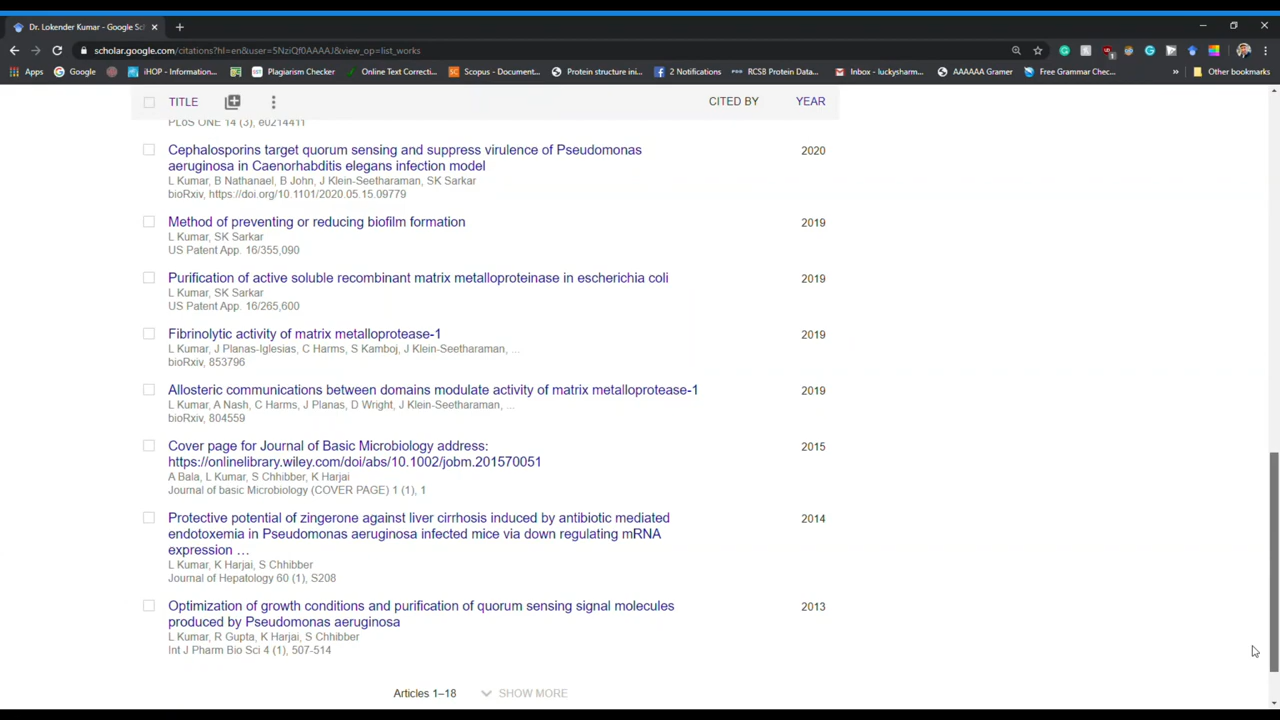 Dr. Lokender Kumar - Google Sch
scholar.google.com/citations?hl=en&user=5NziQf0AAAAJ&view_op=list_works
Apps
Google
iHOP - Information...
Plagiarism Checker
Online Text Correcti...
Scopus - Document...
Protein structure ini...
2 Notifications
RCSB Protein Data...
Inbox - luckysharm...
AAAAAA Gramer
Free Grammar Chec...
»
Other bookmarks
TITLE
CITED BY
YEAR
PLoS ONE 14 (3), e0214411
Cephalosporins target quorum sensing and suppress virulence of Pseudomonas
aeruginosa in Caenorhabditis elegans infection model
L Kumar, B Nathanael, B John, J Klein-Seetharaman, SK Sarkar
bioRxiv, https://doi.org/10.1101/2020.05.15.09779
2020
Method of preventing or reducing biofilm formation
L Kumar, SK Sarkar
US Patent App. 16/355,090
2019
Purification of active soluble recombinant matrix metalloproteinase in escherichia coli
L Kumar, SK Sarkar
US Patent App. 16/265,600
2019
Fibrinolytic activity of matrix metalloprotease-1
L Kumar, J Planas-Iglesias, C Harms, S Kamboj, J Klein-Seetharaman, ...
bioRxiv, 853796
2019
Allosteric communications between domains modulate activity of matrix metalloprotease-1
L Kumar, A Nash, C Harms, J Planas, D Wright, J Klein-Seetharaman, ...
bioRxiv, 804559
2019
Cover page for Journal of Basic Microbiology address:
https://onlinelibrary.wiley.com/doi/abs/10.1002/jobm.201570051
A Bala, L Kumar, S Chhibber, K Harjai
Journal of basic Microbiology (COVER PAGE) 1 (1), 1
2015
Protective potential of zingerone against liver cirrhosis induced by antibiotic mediated
endotoxemia in Pseudomonas aeruginosa infected mice via down regulating mRNA
expression …
L Kumar, K Harjai, S Chhibber
Journal of Hepatology 60 (1), S208
2014
Optimization of growth conditions and purification of quorum sensing signal molecules
produced by Pseudomonas aeruginosa
L Kumar, R Gupta, K Harjai, S Chhibber
Int J Pharm Bio Sci 4 (1), 507-514
2013
Articles 1–18
SHOW MORE